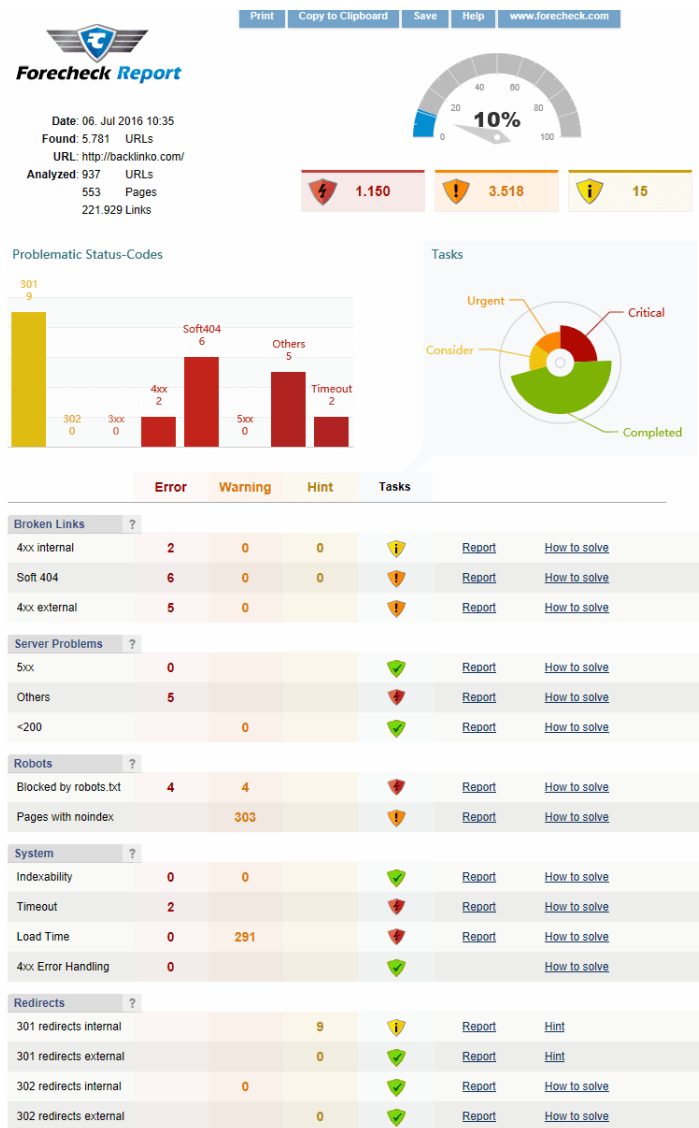 Print Copy to Clipboard Save Help www.forecheck.com
Forecheck Report
Date: 06. Jul 2016 10:35
Found: 5.781 URLs
URL: http://backlinko.com/
Analyzed: 937 URLs
553 Pages
221.929 Links
0 20 40 60 80 100
10%
1.150 3.518 15
Problematic Status-Codes
301
9
302
0
3xx
0
4xx
2
Soft404
6
5xx
0
Others
5
Timeout
2
Tasks
Urgent
Critical
Consider
Completed
Error Warning Hint Tasks
Broken Links ?
4xx internal 2 0 0 Report How to solve
Soft 404 6 0 0 Report How to solve
4xx external 5 0 Report How to solve
Server Problems ?
5xx 0 Report How to solve
Others 5 Report How to solve
<200 0 Report How to solve
Robots ?
Blocked by robots.txt 4 4 Report How to solve
Pages with noindex 303 Report How to solve
System ?
Indexability 0 0 Report How to solve
Timeout 2 Report How to solve
Load Time 0 291 Report How to solve
4xx Error Handling 0 How to solve
Redirects ?
301 redirects internal 9 Report Hint
301 redirects external 0 Report Hint
302 redirects internal 0 Report How to solve
302 redirects external 0 Report How to solve